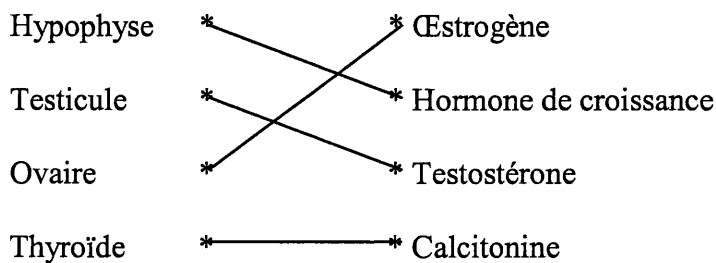 Hypophyse * * Œstrogène
Testicule * * Hormone de croissance
Ovaire * * Testostérone
Thyroïde * * Calcitonine